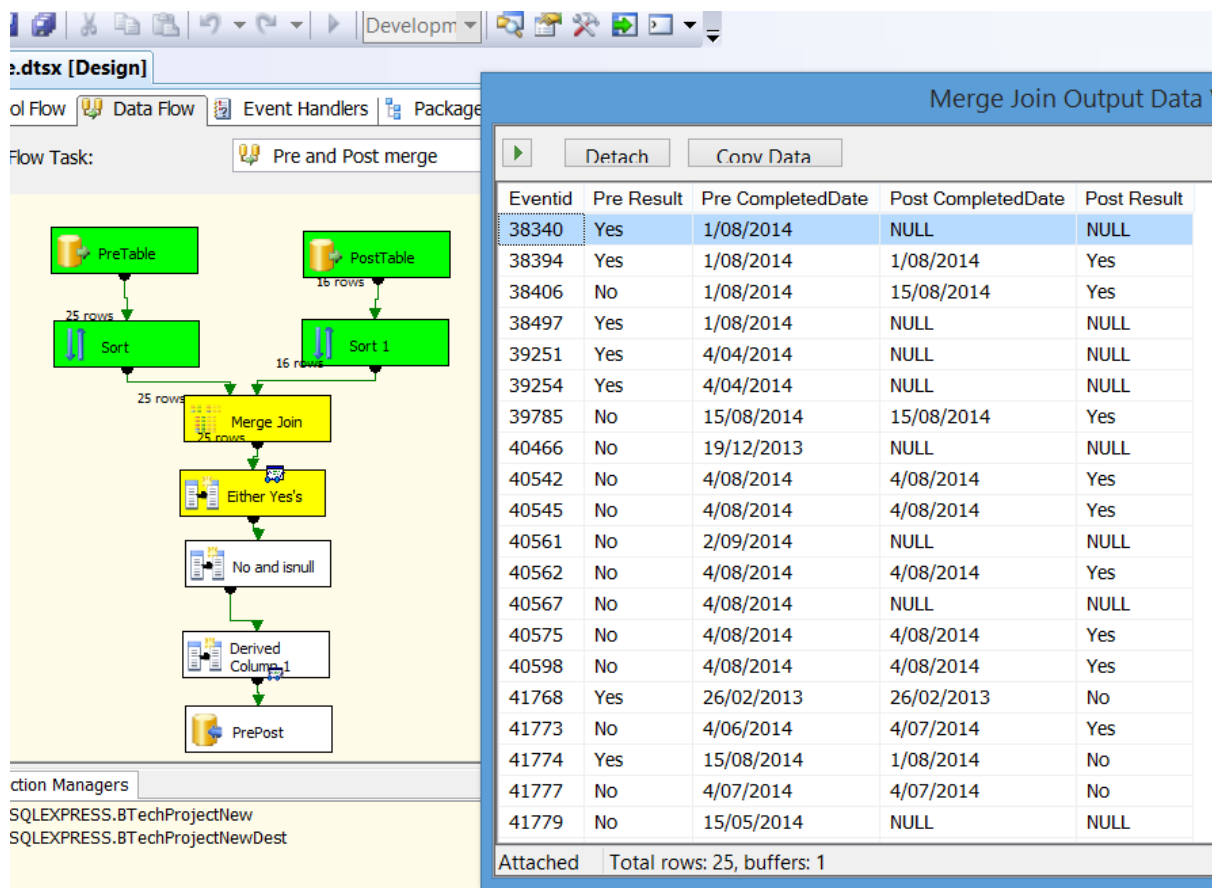 Developm
e.dtsx [Design]
ol Flow Data Flow Event Handlers Package
Flow Task: Pre and Post merge
PreTable
PostTable
16 rows
25 rows
Sort
Sort 1
16 rows
25 rows
Merge Join
25 rows
Either Yes's
No and isnull
Derived
Column 1
PrePost
ction Managers
SQLEXPRESS.BTechProjectNew
SQLEXPRESS.BTechProjectNewDest
Merge Join Output Data V
Detach Copy Data
Eventid Pre Result Pre CompletedDate Post CompletedDate Post Result
38340 Yes 1/08/2014 NULL NULL
38394 Yes 1/08/2014 1/08/2014 Yes
38406 No 1/08/2014 15/08/2014 Yes
38497 Yes 1/08/2014 NULL NULL
39251 Yes 4/04/2014 NULL NULL
39254 Yes 4/04/2014 NULL NULL
39785 No 15/08/2014 15/08/2014 Yes
40466 No 19/12/2013 NULL NULL
40542 No 4/08/2014 4/08/2014 Yes
40545 No 4/08/2014 4/08/2014 Yes
40561 No 2/09/2014 NULL NULL
40562 No 4/08/2014 4/08/2014 Yes
40567 No 4/08/2014 NULL NULL
40575 No 4/08/2014 4/08/2014 Yes
40598 No 4/08/2014 4/08/2014 Yes
41768 Yes 26/02/2013 26/02/2013 No
41773 No 4/06/2014 4/07/2014 Yes
41774 Yes 15/08/2014 1/08/2014 No
41777 No 4/07/2014 4/07/2014 No
41779 No 15/05/2014 NULL NULL
Attached Total rows: 25, buffers: 1